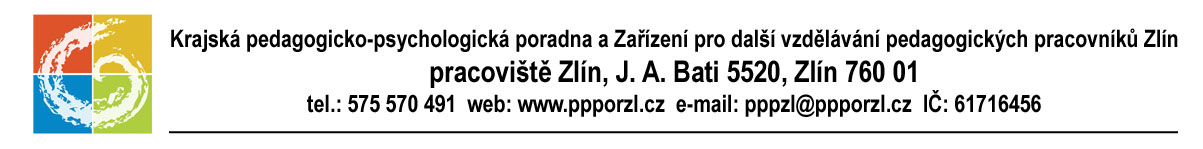 Krajská pedagogicko-psychologická poradna a Zařízení pro další vzdělávání pedagogických pracovníků Zlín
pracoviště Zlín, J. A. Bati 5520, Zlín 760 01
tel.: 575 570 491 web: www.ppporzl.cz e-mail: pppzl@ppporzl.cz IČ: 61716456